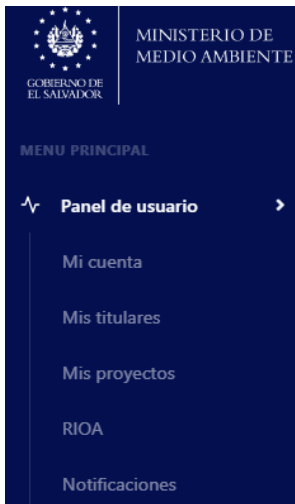 MINISTERIO DE
MEDIO AMBIENTE
GOBIERNO DE
EL SALVADOR
MENU PRINCIPAL
Panel de usuario
Mi cuenta
Mis titulares
Mis proyectos
RIOA
Notificaciones